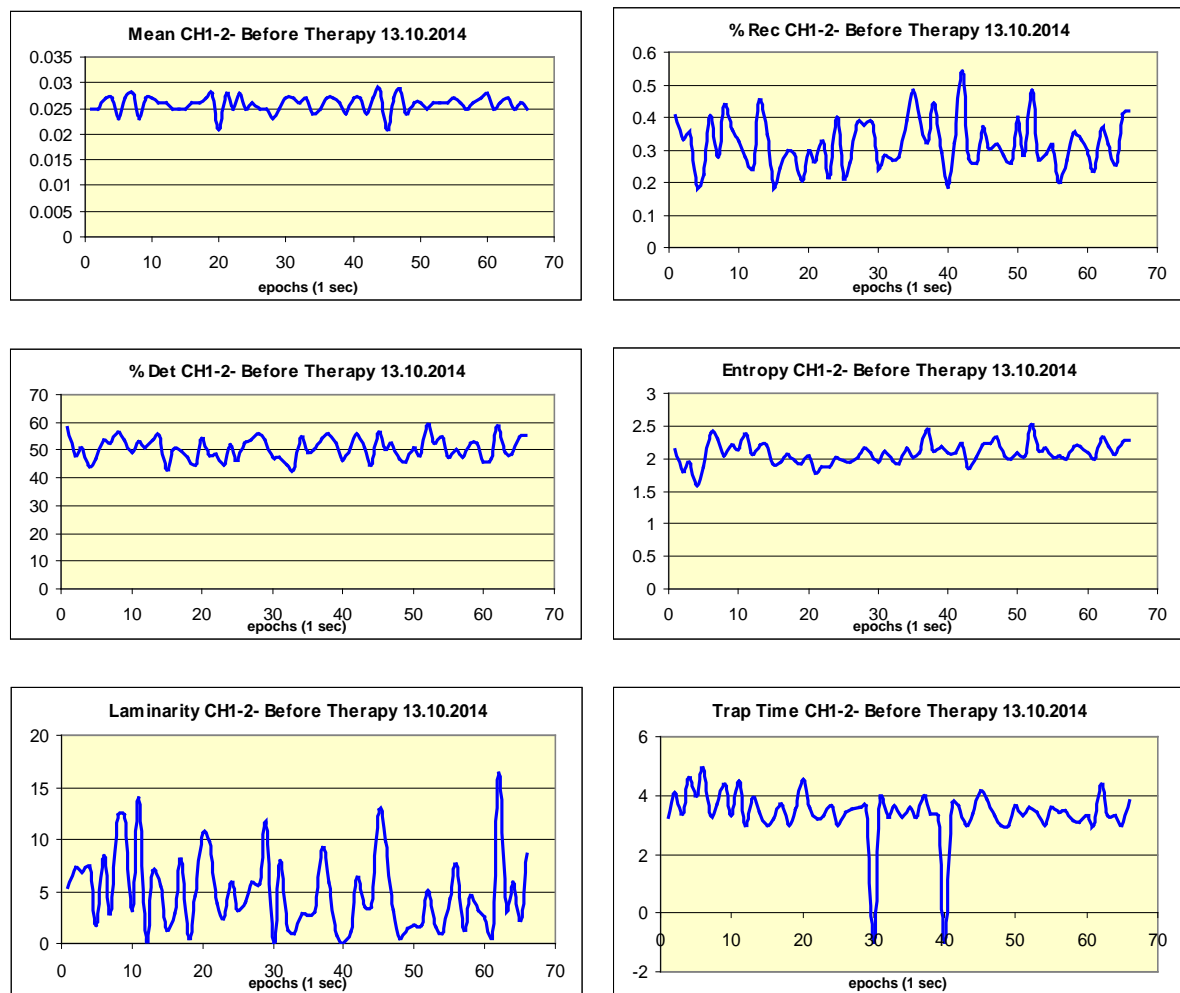 Mean CH1-2- Before Therapy 13.10.2014
0.035
0.03
0.025
0.02
0.015
0.01
0.005
0
0 10 20 30 40 50 60 70
epochs (1 sec)
% Rec CH1-2- Before Therapy 13.10.2014
0.6
0.5
0.4
0.3
0.2
0.1
0
0 10 20 30 40 50 60 70
epochs (1 sec)
% Det CH1-2- Before Therapy 13.10.2014
70
60
50
40
30
20
10
0
0 10 20 30 40 50 60 70
epochs (1 sec)
Entropy CH1-2- Before Therapy 13.10.2014
3
2.5
2
1.5
1
0.5
0
0 10 20 30 40 50 60 70
epochs (1 sec)
Laminarity CH1-2- Before Therapy 13.10.2014
20
15
10
5
0
0 10 20 30 40 50 60 70
epochs (1 sec)
Trap Time CH1-2- Before Therapy 13.10.2014
6
4
2
0
-2
0 10 20 30 40 50 60 70
epochs (1 sec)